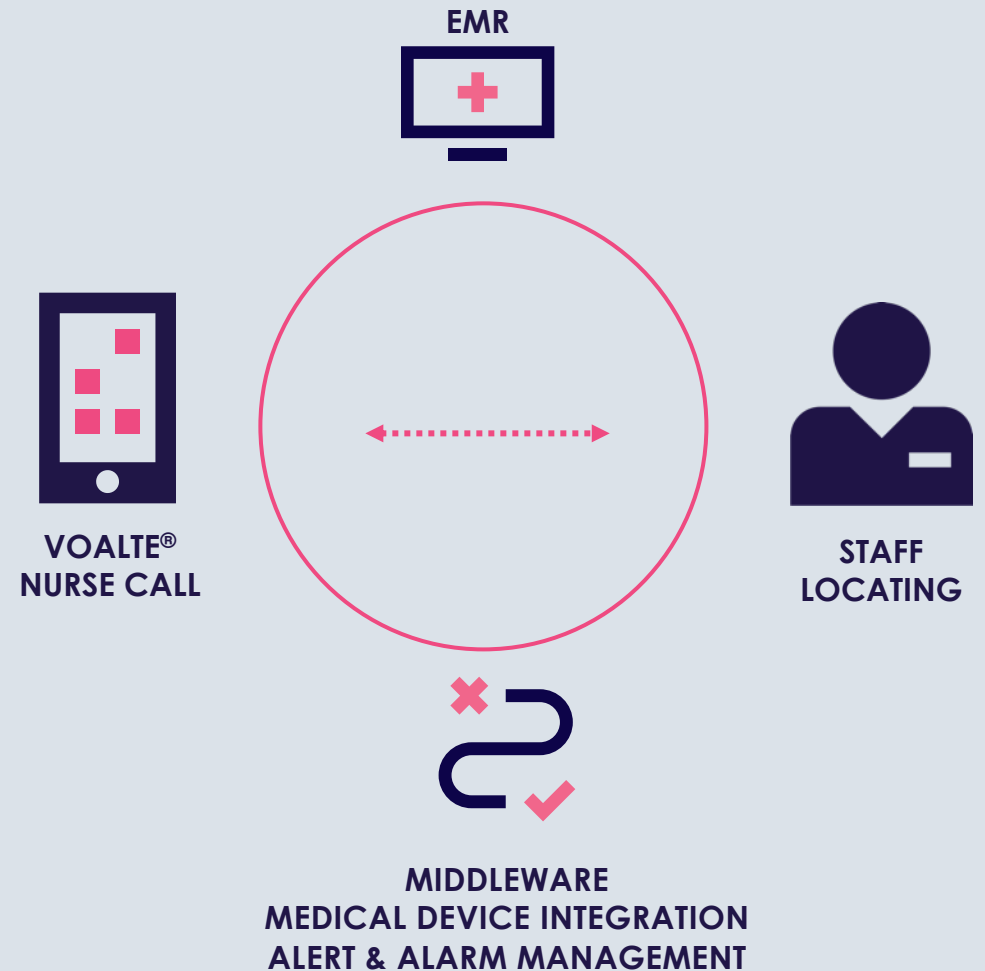 EMR
VOALTE®
NURSE CALL
STAFF
LOCATING
MIDDLEWARE
MEDICAL DEVICE INTEGRATION
ALERT & ALARM MANAGEMENT